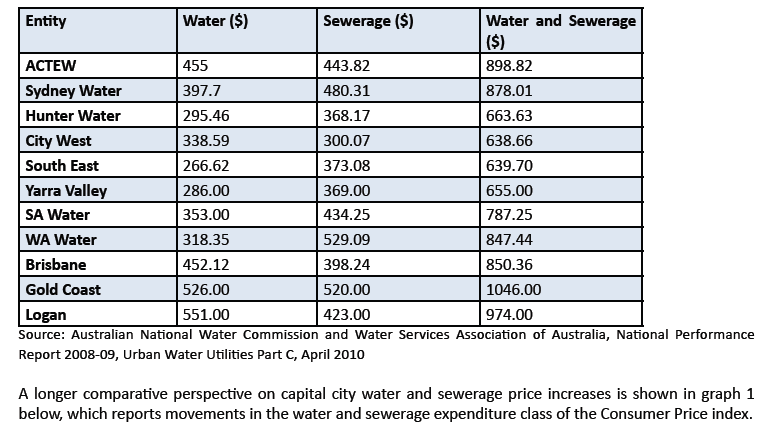 Entity Water ($) Sewerage ($) Water and Sewerage
($)
ACTEW 455 443.82 898.82
Sydney Water 397.7 480.31 878.01
Hunter Water 295.46 368.17 663.63
City West 338.59 300.07 638.66
South East 266.62 373.08 639.70
Yarra Valley 286.00 369.00 655.00
SA Water 353.00 434.25 787.25
WA Water 318.35 529.09 847.44
Brisbane 452.12 398.24 850.36
Gold Coast 526.00 520.00 1046.00
Logan 551.00 423.00 974.00
Source: Australian National Water Commission and Water Services Association of Australia, National Performance
Report 2008-09, Urban Water Utilities Part C, April 2010
A longer comparative perspective on capital city water and sewerage price increases is shown in graph 1
below, which reports movements in the water and sewerage expenditure class of the Consumer Price index.